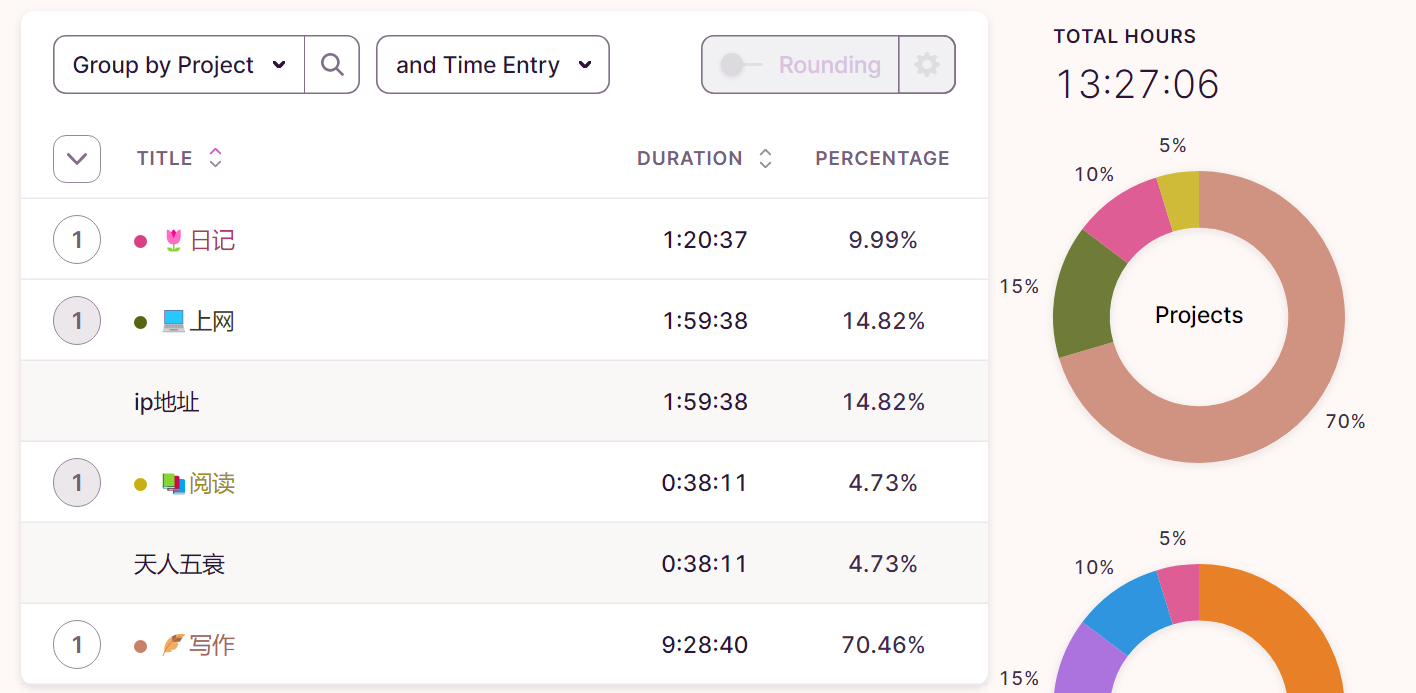 Group by Project and Time Entry Rounding
TITLE DURATION PERCENTAGE
1 🌷日记 1:20:37 9.99%
1 💻上网 1:59:38 14.82%
ip地址 1:59:38 14.82%
1 📚阅读 0:38:11 4.73%
天人五衰 0:38:11 4.73%
1 🪶写作 9:28:40 70.46%
TOTAL HOURS
13:27:06
5%
10%
15%
Projects
70%
5%
10%
15%